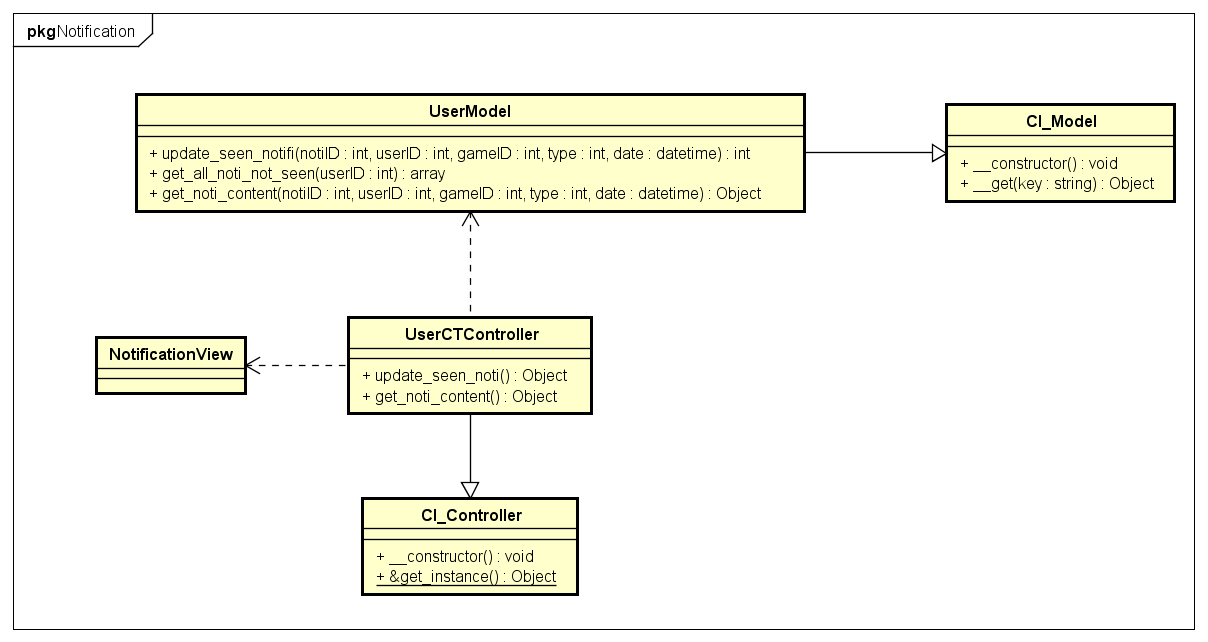 pkg Notification
UserModel
+ update_seen_notifi(notiID : int, userID : int, gameID : int, type : int, date : datetime) : int
+ get_all_noti_not_seen(userID : int) : array
+ get_noti_content(notiID : int, userID : int, gameID : int, type : int, date : datetime) : Object
CI_Model
+ __constructor() : void
+ __get(key : string) : Object
UserCTController
+ update_seen_noti() : Object
+ get_noti_content() : Object
NotificationView
CI_Controller
+ __constructor() : void
+ &get_instance() : Object